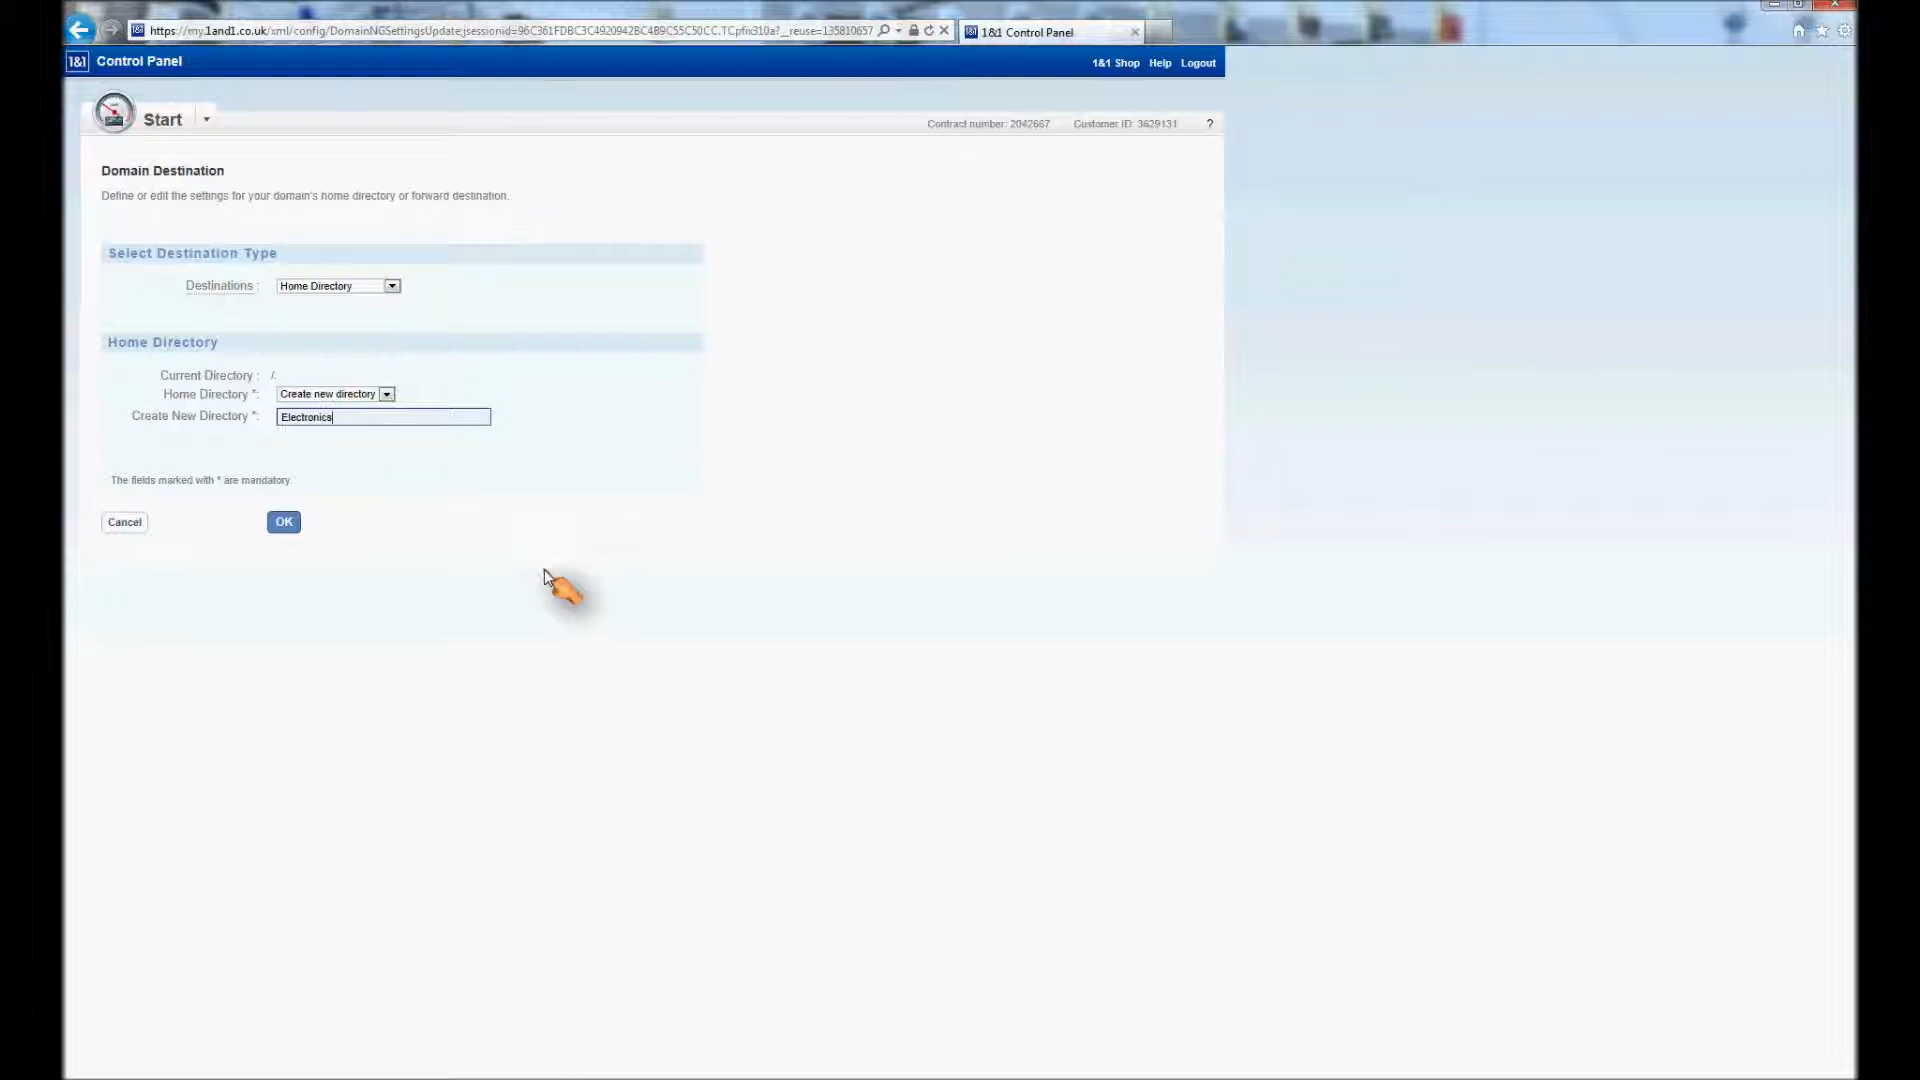 https://my.1and1.co.uk/xml/config/DomainNGSettingsUpdate;jsessionid=96C361FDBC3C4920942BC4B9C55C50CC.TCpfix310a?__reuse=135810657
1&1 Control Panel
1&1 Control Panel
1&1 Shop Help Logout
Start
Contract number: 2042667 Customer ID: 3629131 ?
Domain Destination
Define or edit the settings for your domain's home directory or forward destination.
Select Destination Type
Destinations : Home Directory
Home Directory
Current Directory : /.
Home Directory *: Create new directory
Create New Directory *: Electronics
The fields marked with * are mandatory.
Cancel OK